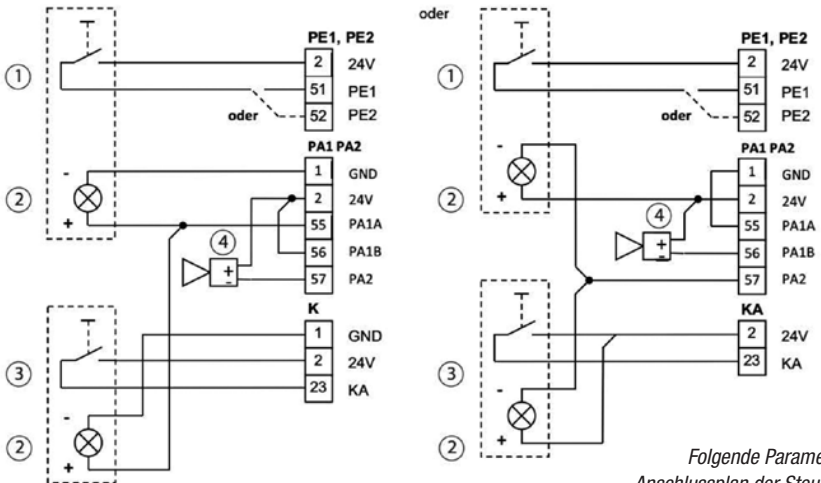 oder
PE1, PE2
2 24V
51 PE1
oder 52 PE2
1
PA1 PA2
- 1 GND
2 24V
+ 55 PA1A
56 PA1B
57 PA2
2
4
+
-
K
1 GND
2 24V
23 KA
3
-
+
2
PE1, PE2
2 24V
51 PE1
oder 52 PE2
1
PA1 PA2
- 1 GND
2 24V
+ 55 PA1A
56 PA1B
57 PA2
2
4
+
-
KA
2 24V
23 KA
3
-
+
2
Folgende Parame
Anschlussplan der Steu